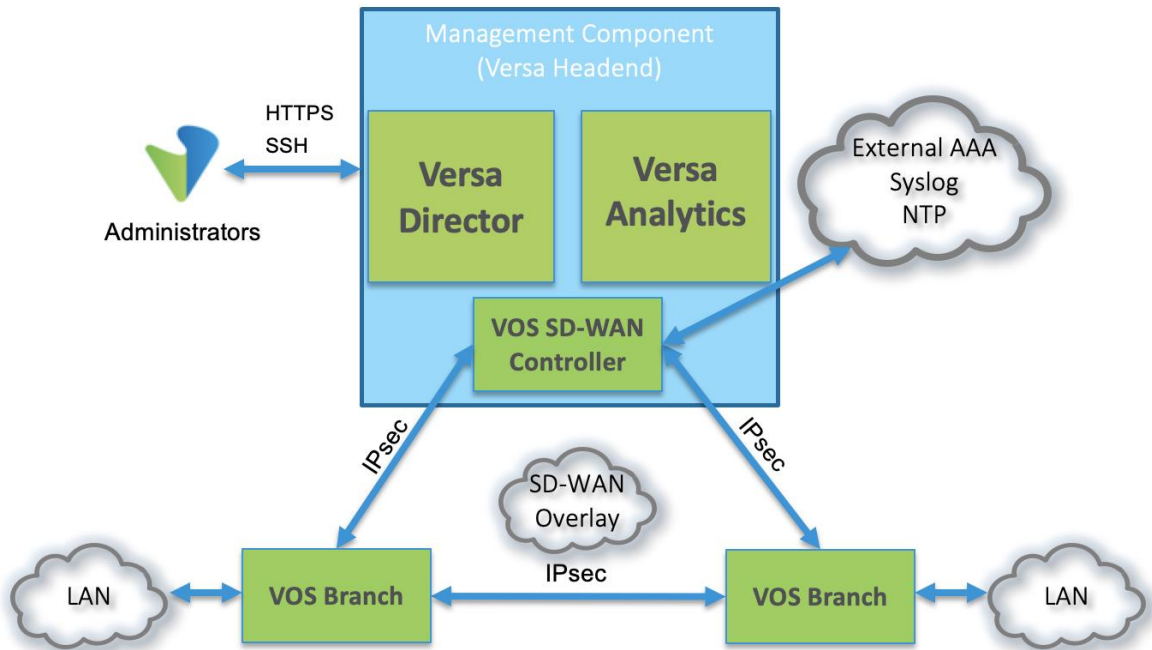 Management Component
(Versa Headend)
HTTPS
SSH
Administrators
Versa
Director
Versa
Analytics
External AAA
Syslog
NTP
VOS SD-WAN
Controller
IPsec
IPsec
SD-WAN
Overlay
LAN
VOS Branch
IPsec
VOS Branch
LAN